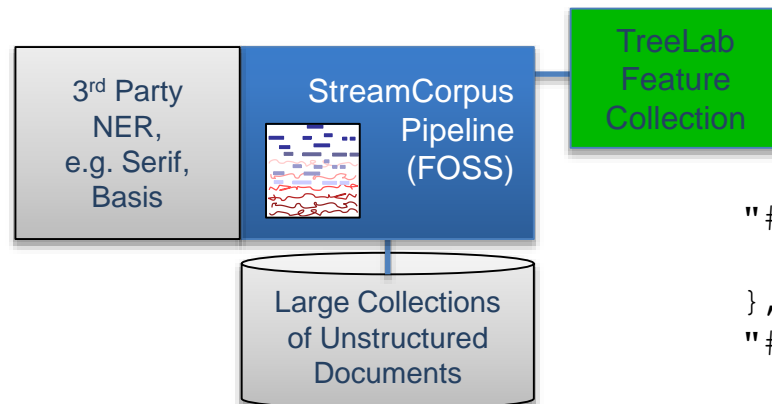 3rd Party
NER,
e.g. Serif,
Basis
StreamCorpus
Pipeline
(FOSS)
TreeLab
Feature
Collection
Large Collections
of Unstructured
Documents
"#
},
"#